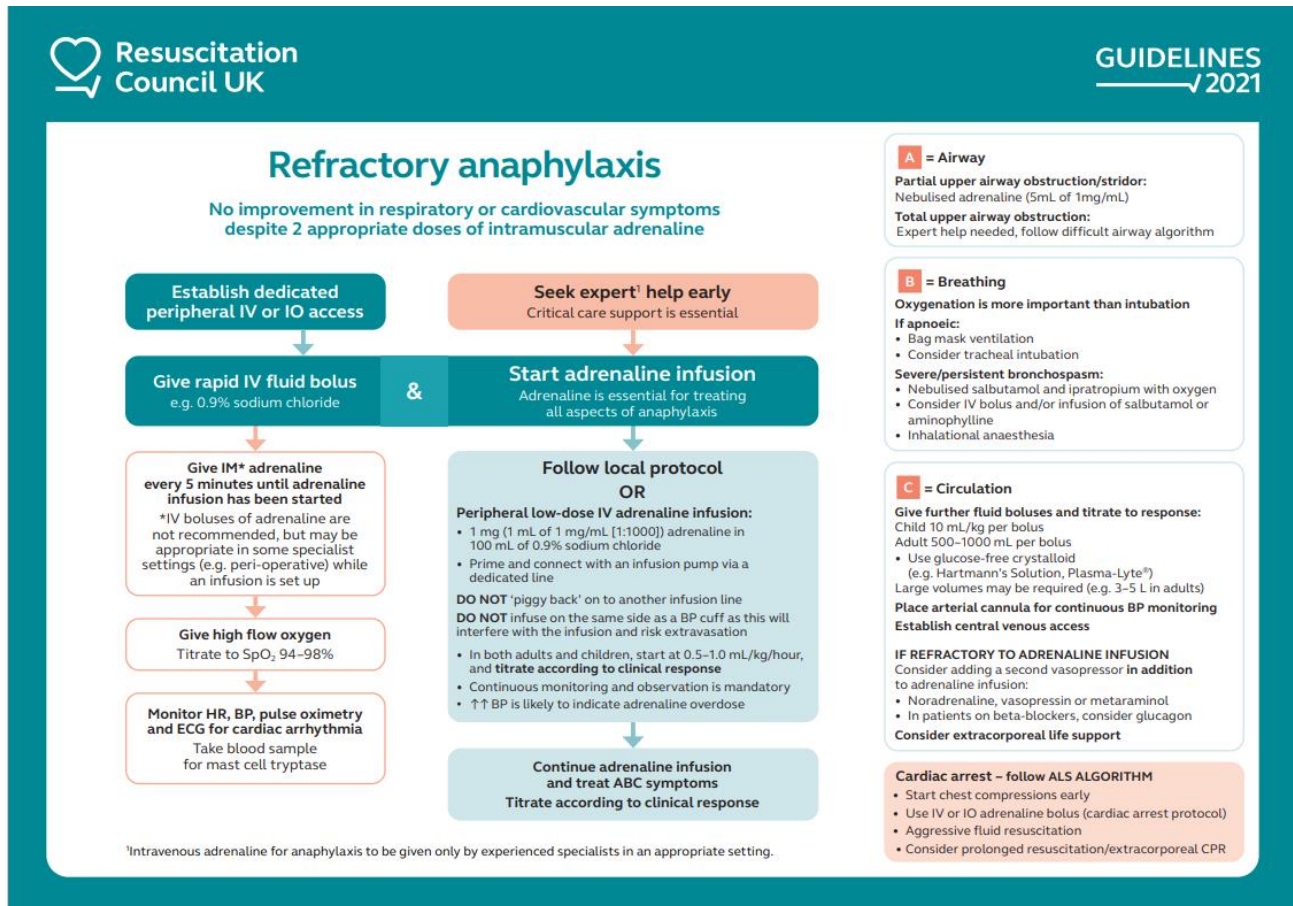 Resuscitation
Council UK
GUIDELINES
2021
Refractory anaphylaxis
No improvement in respiratory or cardiovascular symptoms
despite 2 appropriate doses of intramuscular adrenaline
Establish dedicated
peripheral IV or IO access
Seek expert¹ help early
Critical care support is essential
Give rapid IV fluid bolus
e.g. 0.9% sodium chloride
&
Start adrenaline infusion
Adrenaline is essential for treating
all aspects of anaphylaxis
Give IM* adrenaline
every 5 minutes until adrenaline
infusion has been started
*IV boluses of adrenaline are
not recommended, but may be
appropriate in some specialist
settings (e.g. peri-operative) while
an infusion is set up
Give high flow oxygen
Titrate to SpO₂ 94–98%
Monitor HR, BP, pulse oximetry
and ECG for cardiac arrhythmia
Take blood sample
for mast cell tryptase
Follow local protocol
OR
Peripheral low-dose IV adrenaline infusion:
• 1 mg (1 mL of 1 mg/mL [1:1000]) adrenaline in
100 mL of 0.9% sodium chloride
• Prime and connect with an infusion pump via a
dedicated line
DO NOT 'piggy back' on to another infusion line
DO NOT infuse on the same side as a BP cuff as this will
interfere with the infusion and risk extravasation
• In both adults and children, start at 0.5–1.0 mL/kg/hour,
and titrate according to clinical response
• Continuous monitoring and observation is mandatory
• ↑↑ BP is likely to indicate adrenaline overdose
Continue adrenaline infusion
and treat ABC symptoms
Titrate according to clinical response
¹Intravenous adrenaline for anaphylaxis to be given only by experienced specialists in an appropriate setting.
A = Airway
Partial upper airway obstruction/stridor:
Nebulised adrenaline (5mL of 1mg/mL)
Total upper airway obstruction:
Expert help needed, follow difficult airway algorithm
B = Breathing
Oxygenation is more important than intubation
If apnoeic:
• Bag mask ventilation
• Consider tracheal intubation
Severe/persistent bronchospasm:
• Nebulised salbutamol and ipratropium with oxygen
• Consider IV bolus and/or infusion of salbutamol or
aminophylline
• Inhalational anaesthesia
C = Circulation
Give further fluid boluses and titrate to response:
Child 10 mL/kg per bolus
Adult 500–1000 mL per bolus
• Use glucose-free crystalloid
(e.g. Hartmann's Solution, Plasma-Lyte®)
Large volumes may be required (e.g. 3–5 L in adults)
Place arterial cannula for continuous BP monitoring
Establish central venous access
IF REFRACTORY TO ADRENALINE INFUSION
Consider adding a second vasopressor in addition
to adrenaline infusion:
• Noradrenaline, vasopressin or metaraminol
• In patients on beta-blockers, consider glucagon
Consider extracorporeal life support
Cardiac arrest – follow ALS ALGORITHM
• Start chest compressions early
• Use IV or IO adrenaline bolus (cardiac arrest protocol)
• Aggressive fluid resuscitation
• Consider prolonged resuscitation/extracorporeal CPR